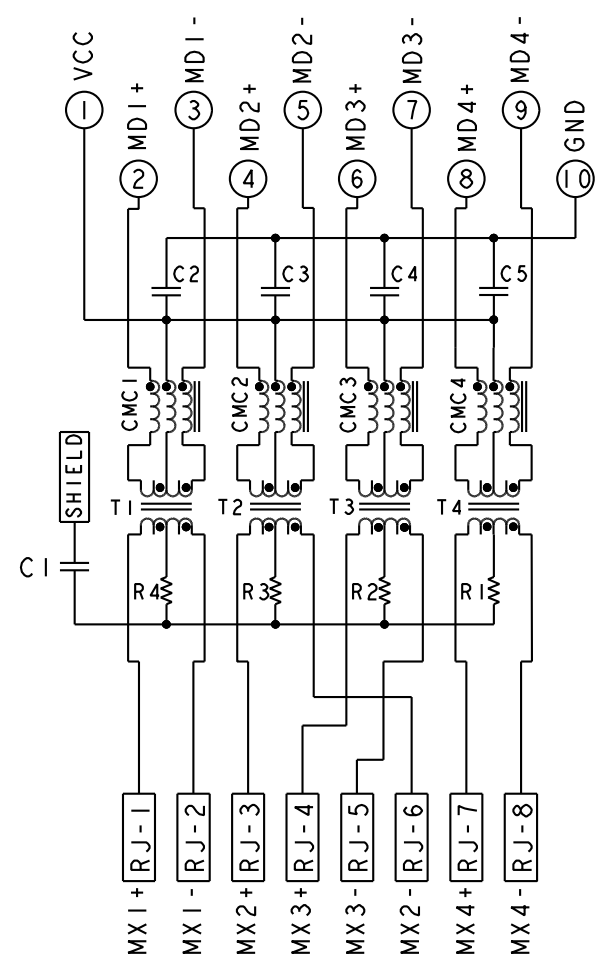 VCC
MD1+
MD1-
MD2+
MD2-
MD3+
MD3-
MD4+
MD4-
GND
1
3
5
7
9
2
4
6
8
10
C2
C3
C4
C5
CMC1
CMC2
CMC3
CMC4
SHIELD
T1
T2
T3
T4
C1
R4
R3
R2
R1
RJ-1
RJ-2
RJ-3
RJ-4
RJ-5
RJ-6
RJ-7
RJ-8
MX1+
MX1-
MX2+
MX3+
MX3-
MX2-
MX4+
MX4-